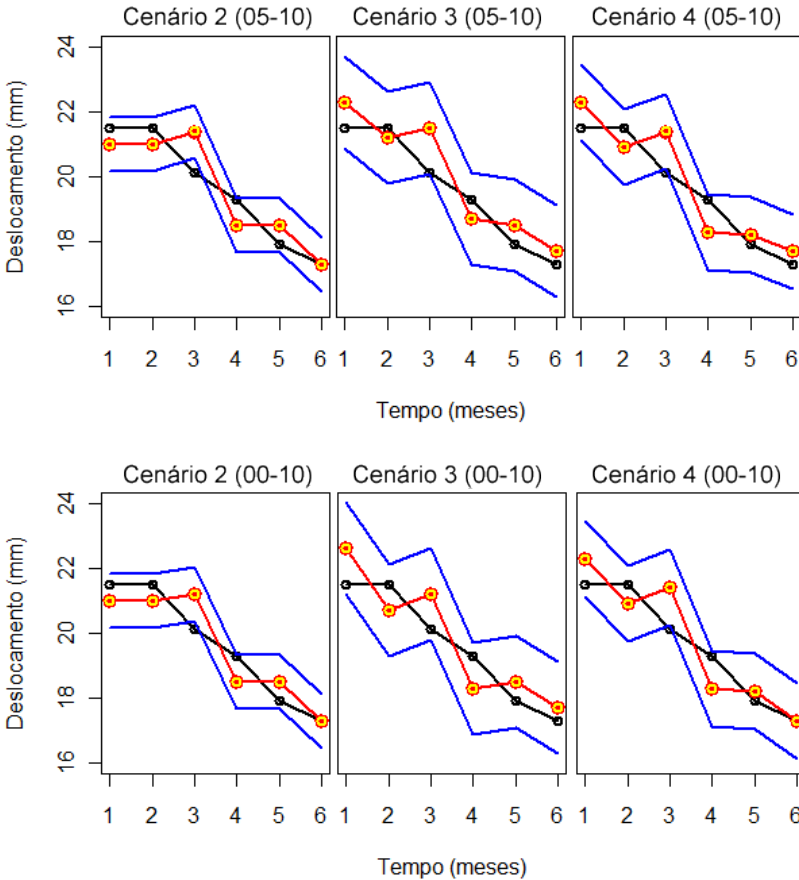 Cenário 2 (05-10) Cenário 3 (05-10) Cenário 4 (05-10)
Deslocamento (mm)
24
22
20
18
16
1 2 3 4 5 6 1 2 3 4 5 6 1 2 3 4 5 6
Tempo (meses)
Cenário 2 (00-10) Cenário 3 (00-10) Cenário 4 (00-10)
Deslocamento (mm)
24
22
20
18
16
1 2 3 4 5 6 1 2 3 4 5 6 1 2 3 4 5 6
Tempo (meses)